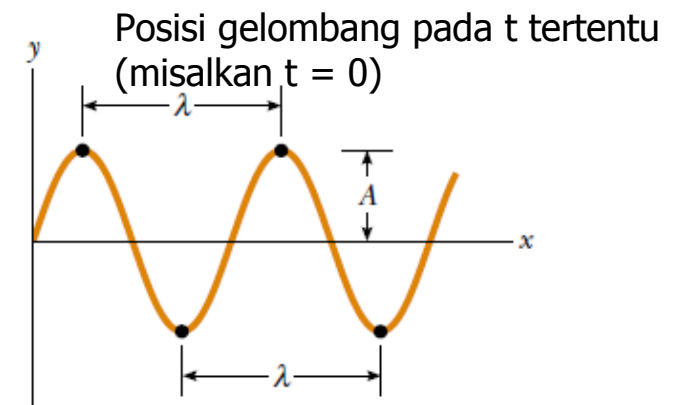 Posisi gelombang pada t tertentu
(misalkan t = 0)
y
λ
A
x
λ